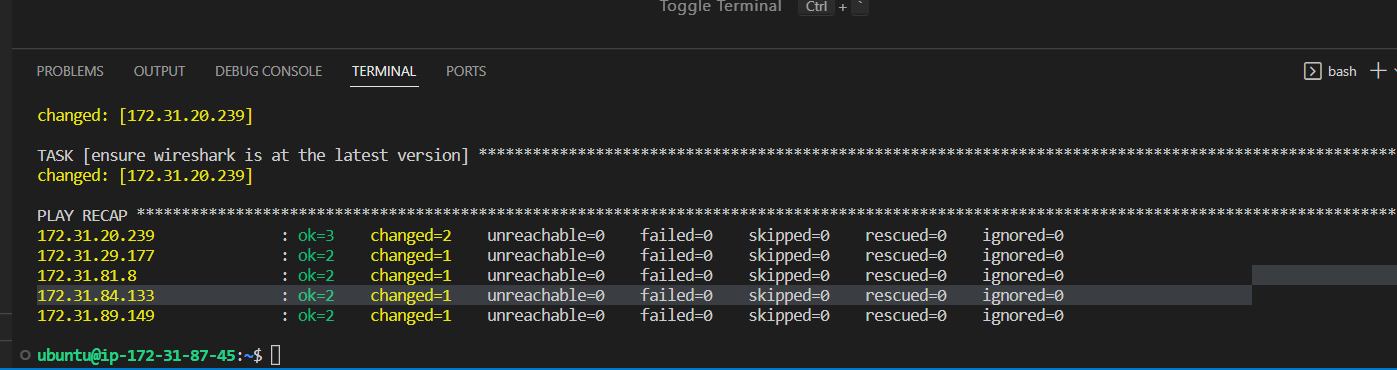 Toggle Terminal Ctrl + `
PROBLEMS OUTPUT DEBUG CONSOLE TERMINAL PORTS bash
changed: [172.31.20.239]
TASK [ensure wireshark is at the latest version] ******************************************************************************************************
changed: [172.31.20.239]
PLAY RECAP ********************************************************************************************************************************************
172.31.20.239 : ok=3 changed=2 unreachable=0 failed=0 skipped=0 rescued=0 ignored=0
172.31.29.177 : ok=2 changed=1 unreachable=0 failed=0 skipped=0 rescued=0 ignored=0
172.31.81.8 : ok=2 changed=1 unreachable=0 failed=0 skipped=0 rescued=0 ignored=0
172.31.84.133 : ok=2 changed=1 unreachable=0 failed=0 skipped=0 rescued=0 ignored=0
172.31.89.149 : ok=2 changed=1 unreachable=0 failed=0 skipped=0 rescued=0 ignored=0
ubuntu@ip-172-31-87-45:~$